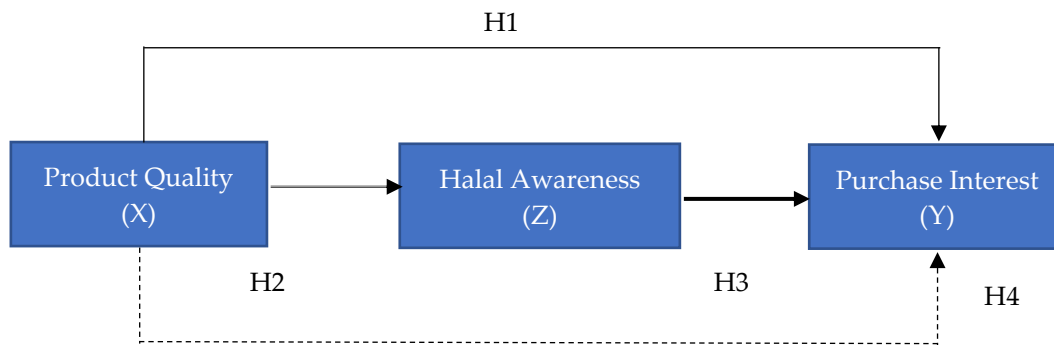 H1
Product Quality
(X)
Halal Awareness
(Z)
Purchase Interest
(Y)
H2
H3
H4